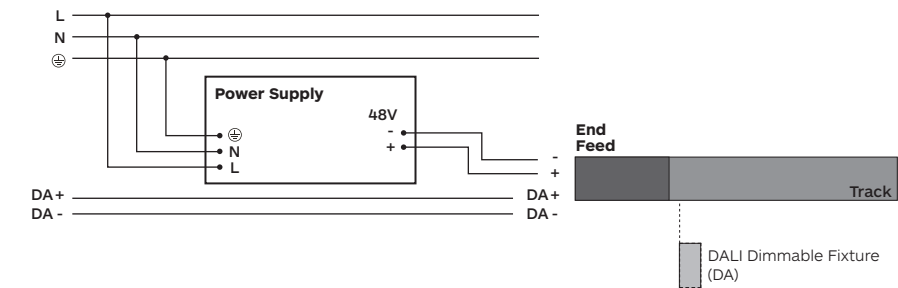 L
N
⏚
Power Supply
48V
-
+
⏚
N
L
End
Feed
-
+
DA+
DA -
DA+
DA -
Track
DALI Dimmable Fixture
(DA)